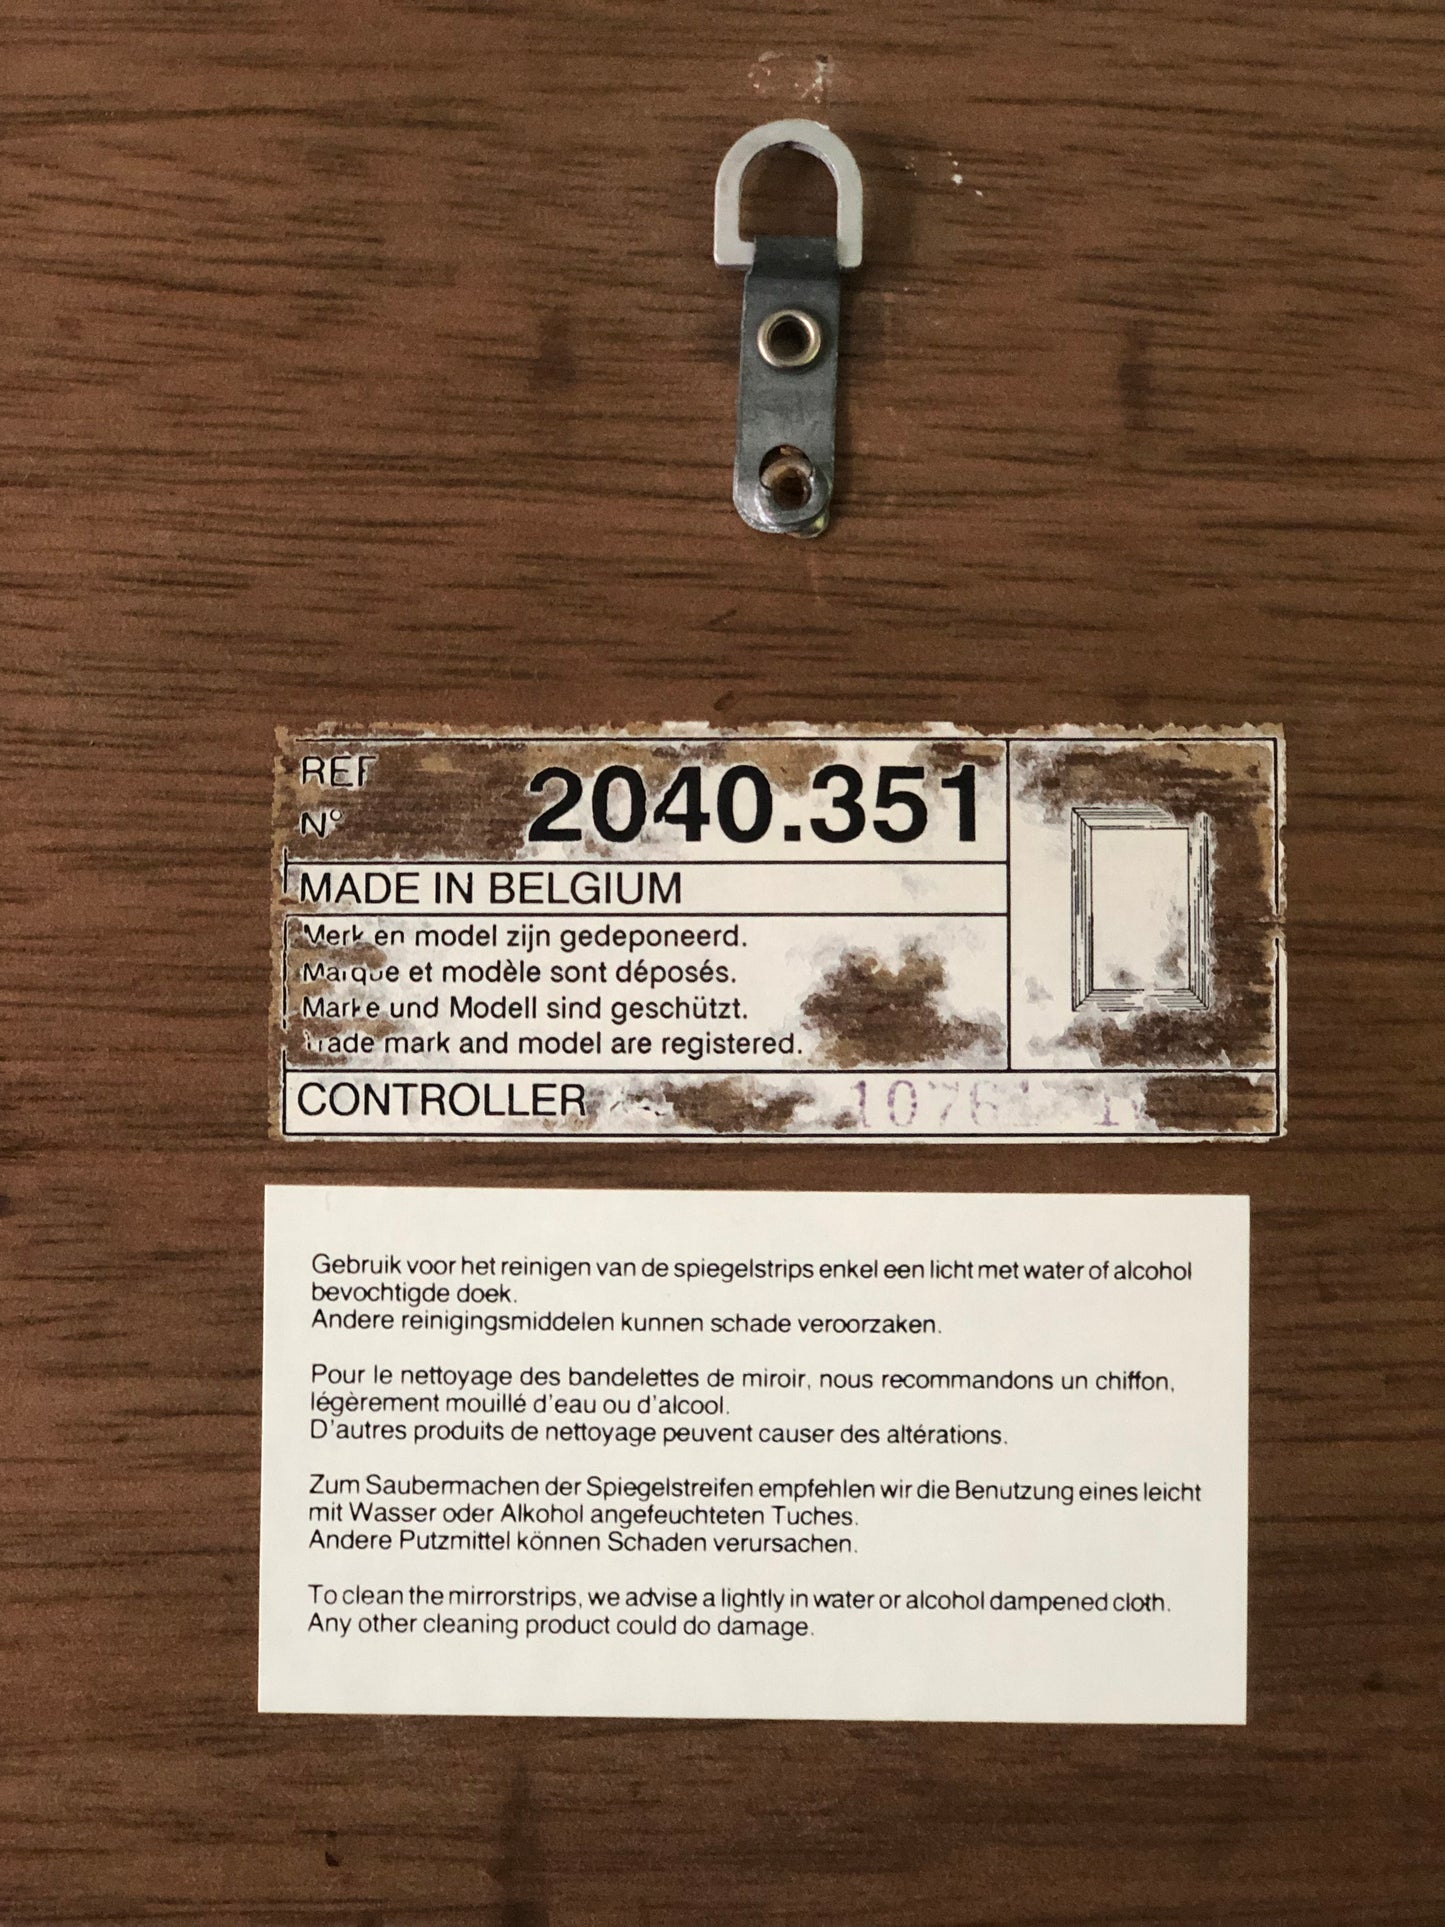 REF
N° 2040.351
MADE IN BELGIUM
Merk en model zijn gedeponeerd.
Marque et modèle sont déposés.
Marke und Modell sind geschützt.
Trade mark and model are registered.
CONTROLLER
Gebruik voor het reinigen van de spiegelstrips enkel een licht met water of alcohol
bevochtigde doek.
Andere reinigingsmiddelen kunnen schade veroorzaken.
Pour le nettoyage des bandelettes de miroir, nous recommandons un chiffon,
légèrement mouillé d'eau ou d'alcool.
D'autres produits de nettoyage peuvent causer des altérations.
Zum Saubermachen der Spiegelstreifen empfehlen wir die Benutzung eines leicht
mit Wasser oder Alkohol angefeuchteten Tuches.
Andere Putzmittel können Schaden verursachen.
To clean the mirrorstrips, we advise a lightly in water or alcohol dampened cloth.
Any other cleaning product could do damage.